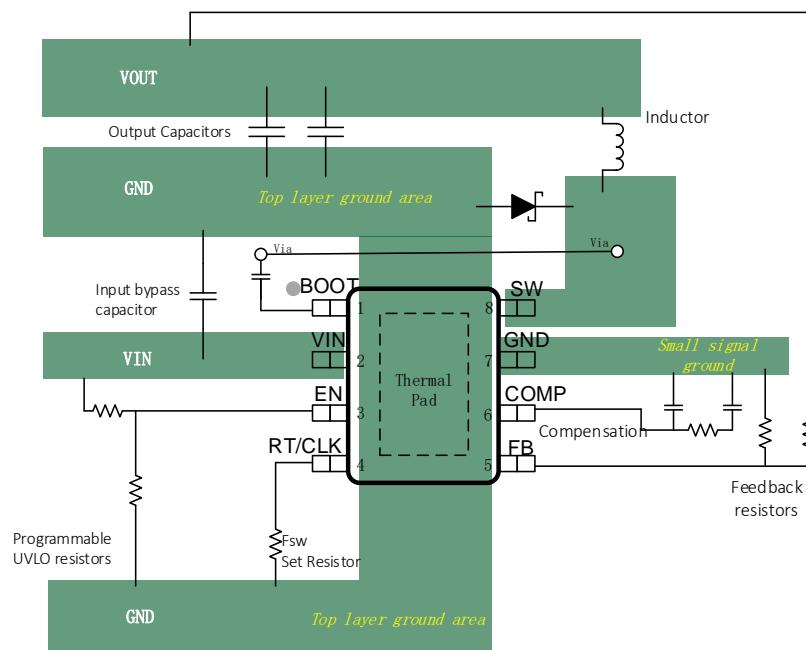 VOUT
Output Capacitors
Inductor
GND
Top layer ground area
Via
Via
BOOT
SW
1
8
Input bypass
capacitor
VIN
GND
VIN
2
7
Small signal
ground
Thermal
Pad
EN
COMP
3
6
Compensation
RT/CLK
FB
4
5
Feedback
resistors
Programmable
UVLO resistors
Fsw
Set Resistor
GND
Top layer ground area